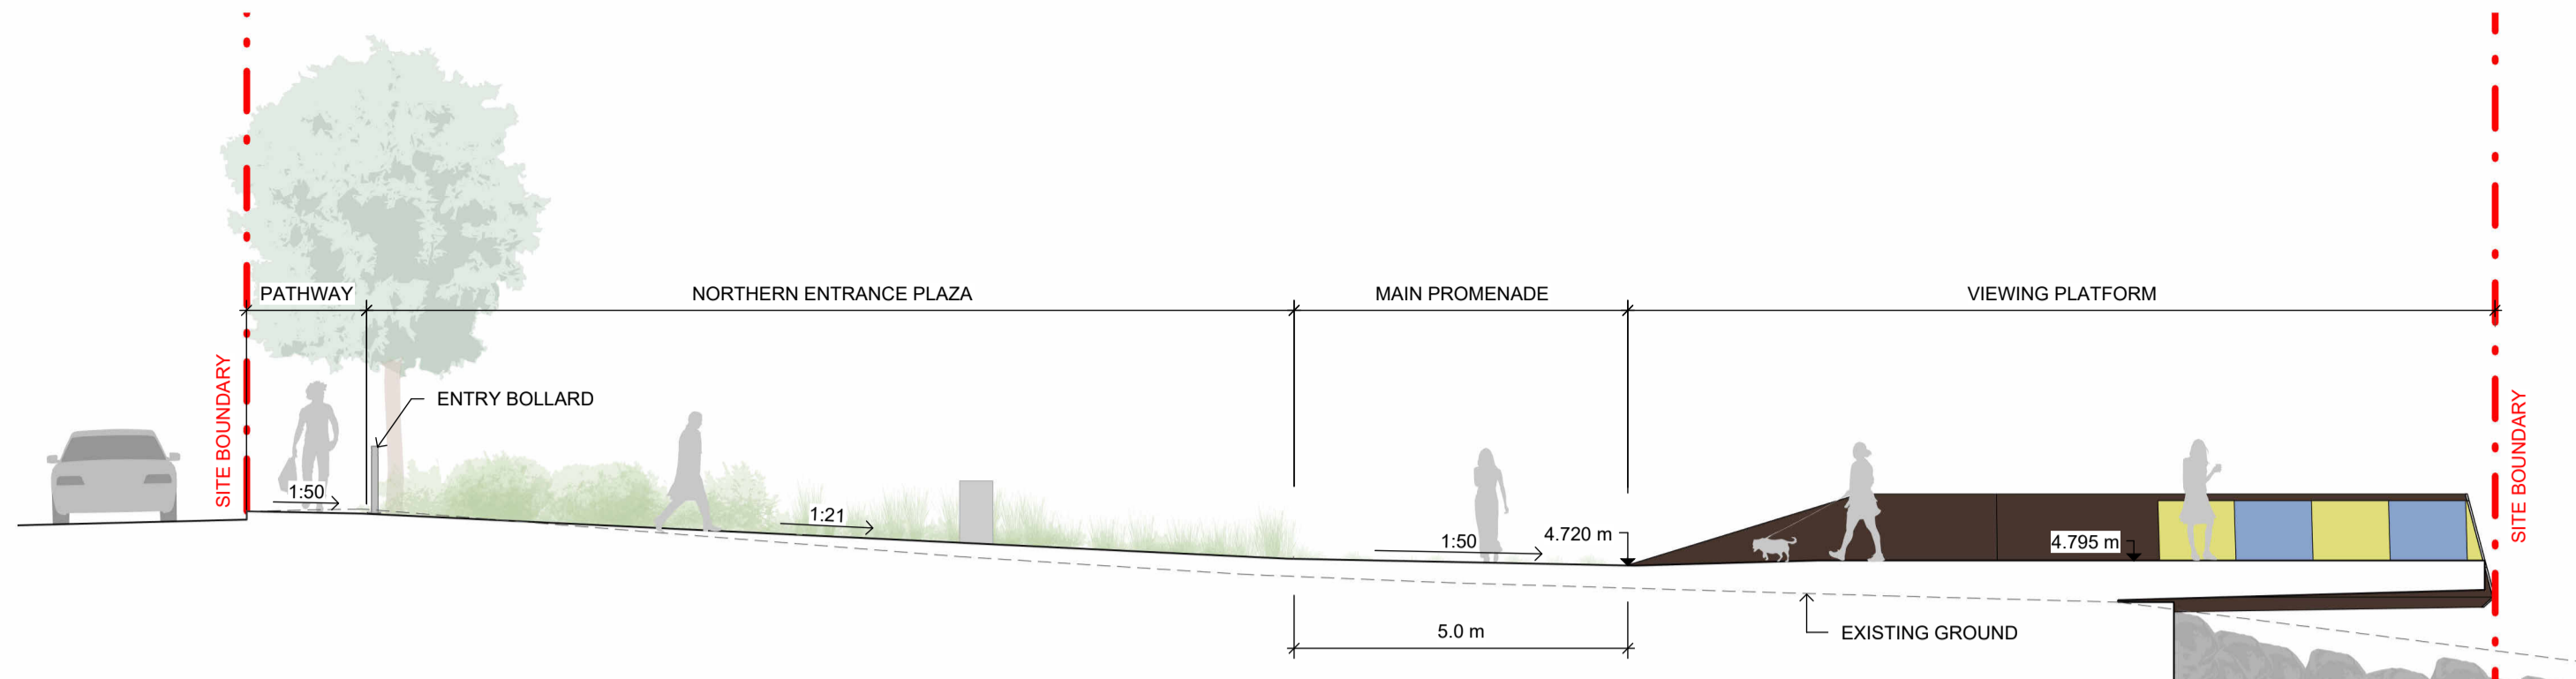 PATHWAY
NORTHERN ENTRANCE PLAZA
MAIN PROMENADE
VIEWING PLATFORM
SITE BOUNDARY
ENTRY BOLLARD
SITE BOUNDARY
1:50
1:21
1:50
4.720 m
4.795 m
5.0 m
EXISTING GROUND